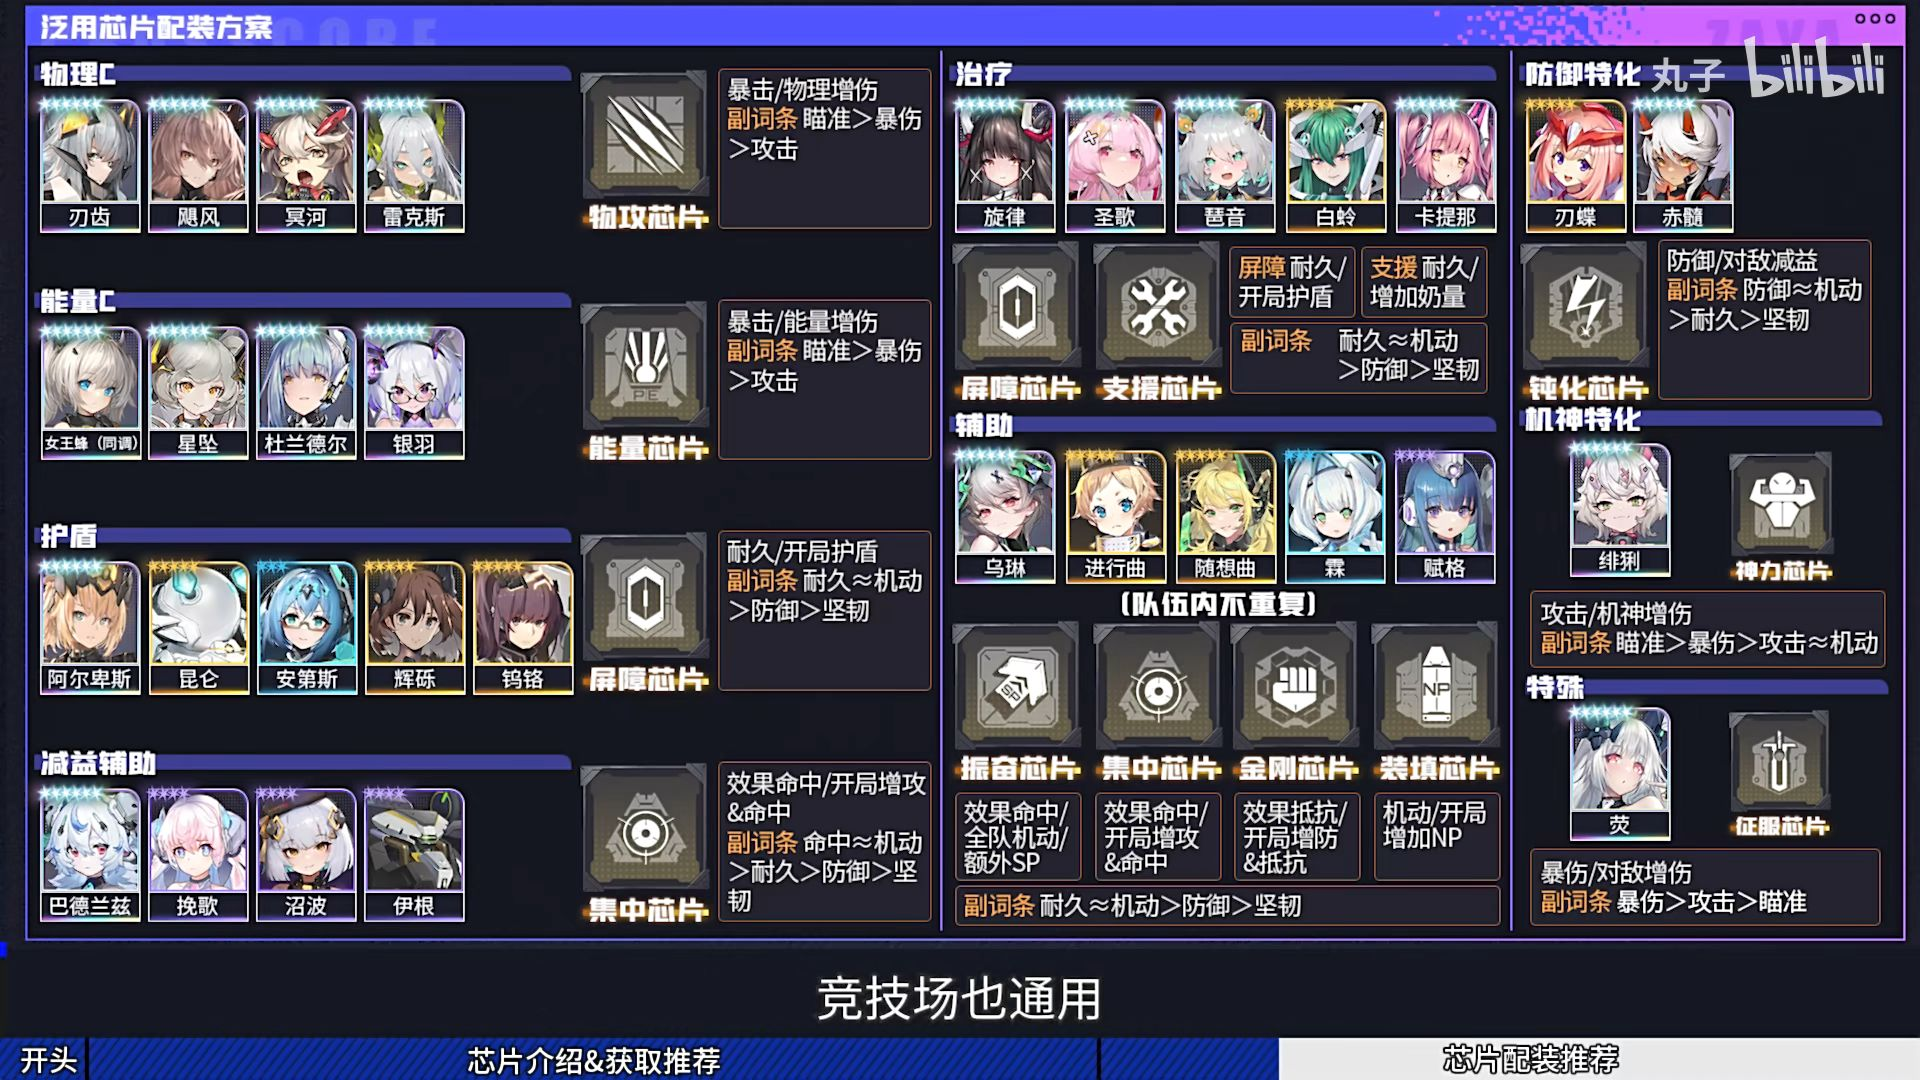 泛用芯片配装方案
物理C
刃齿
飓风
冥河
雷克斯
物攻芯片
暴击/物理增伤
副词条 瞄准＞暴伤
＞攻击
能量C
女王蜂（同调）
星坠
杜兰德尔
银羽
PE
能量芯片
暴击/能量增伤
副词条 瞄准＞暴伤
＞攻击
护盾
阿尔卑斯
昆仑
安第斯
辉砾
钨铬
屏障芯片
耐久/开局护盾
副词条 耐久≈机动
＞防御＞坚韧
减益辅助
巴德兰兹
挽歌
沼波
伊根
集中芯片
效果命中/开局增攻
&命中
副词条 命中≈机动
＞耐久＞防御＞坚
韧
治疗
旋律
圣歌
琶音
白蛉
卡提那
屏障芯片
支援芯片
屏障 耐久/
开局护盾
支援 耐久/
增加奶量
副词条 耐久≈机动
＞防御＞坚韧
辅助
乌琳
进行曲
随想曲
霖
赋格
(队伍内不重复)
SP
NP
振奋芯片
集中芯片
金刚芯片
装填芯片
效果命中/
全队机动/
额外SP
效果命中/
开局增攻
&命中
效果抵抗/
开局增防
&抵抗
机动/开局
增加NP
副词条 耐久≈机动＞防御＞坚韧
防御特化
丸子 bilibili
刃蝶
赤髓
钝化芯片
防御/对敌减益
副词条 防御≈机动
＞耐久＞坚韧
机神特化
绯猁
神力芯片
攻击/机神增伤
副词条 瞄准＞暴伤＞攻击≈机动
特殊
荧
征服芯片
暴伤/对敌增伤
副词条 暴伤＞攻击＞瞄准
竞技场也通用
开头
芯片介绍&获取推荐
芯片配装推荐